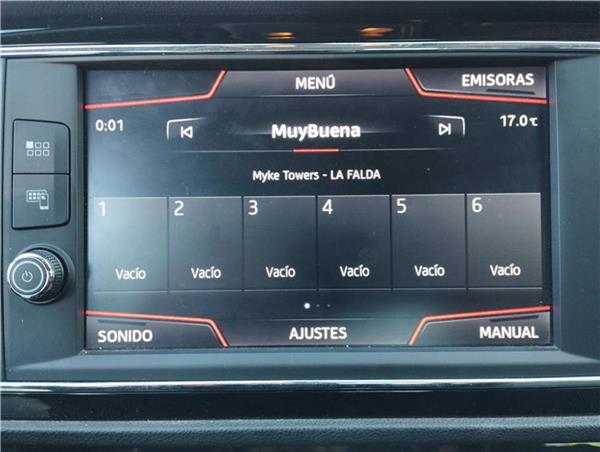 MENÚ
EMISORAS
0:01
MuyBuena
17.0℃
Myke Towers - LA FALDA
1 2 3 4 5 6
Vacío Vacío Vacío Vacío Vacío Vacío
SONIDO
AJUSTES
MANUAL